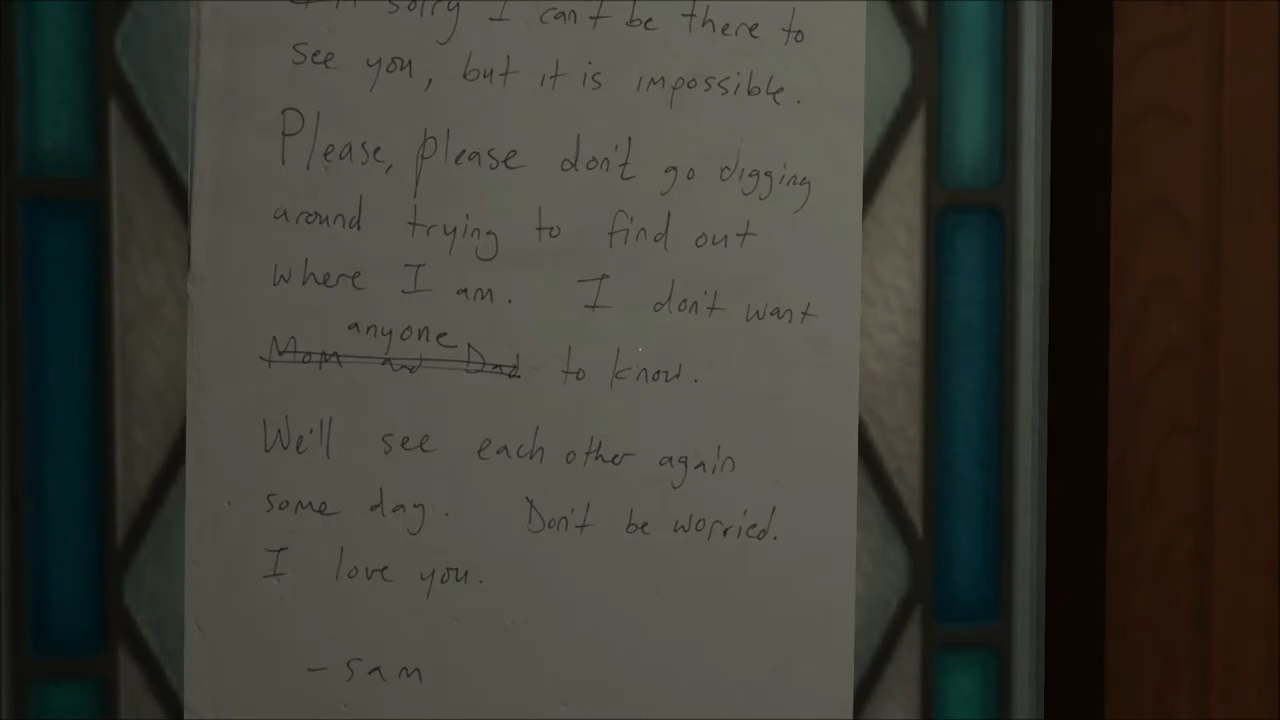 I'm sorry I can't be there to
see you, but it is impossible.
Please, please don't go digging
around trying to find out
where I am. I don't want
anyone
Mom and Dad to know.
We'll see each other again
some day. Don't be worried.
I love you.
- Sam